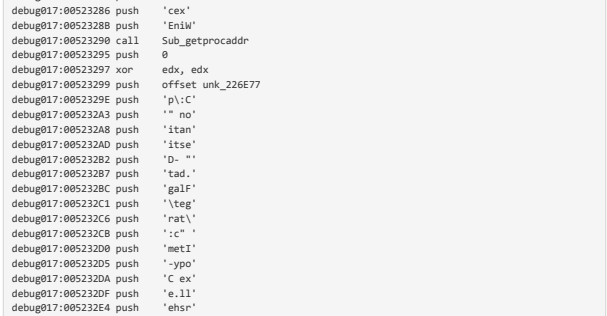 debug017:00523286 push 'cex'
debug017:0052328B push 'EniW'
debug017:00523290 call Sub_getprocaddr
debug017:00523295 push 0
debug017:00523297 xor edx, edx
debug017:00523299 push offset unk_226E77
debug017:0052329E push 'p\:C'
debug017:005232A3 push '" no'
debug017:005232A8 push 'itan'
debug017:005232AD push 'itse'
debug017:005232B2 push 'D- "'
debug017:005232B7 push 'tad.'
debug017:005232BC push 'galF'
debug017:005232C1 push '\teg'
debug017:005232C6 push 'rat\'
debug017:005232CB push ':c" '
debug017:005232D0 push 'metI'
debug017:005232D5 push '-ypo'
debug017:005232DA push 'C ex'
debug017:005232DF push 'e.ll'
debug017:005232E4 push 'ehsr'